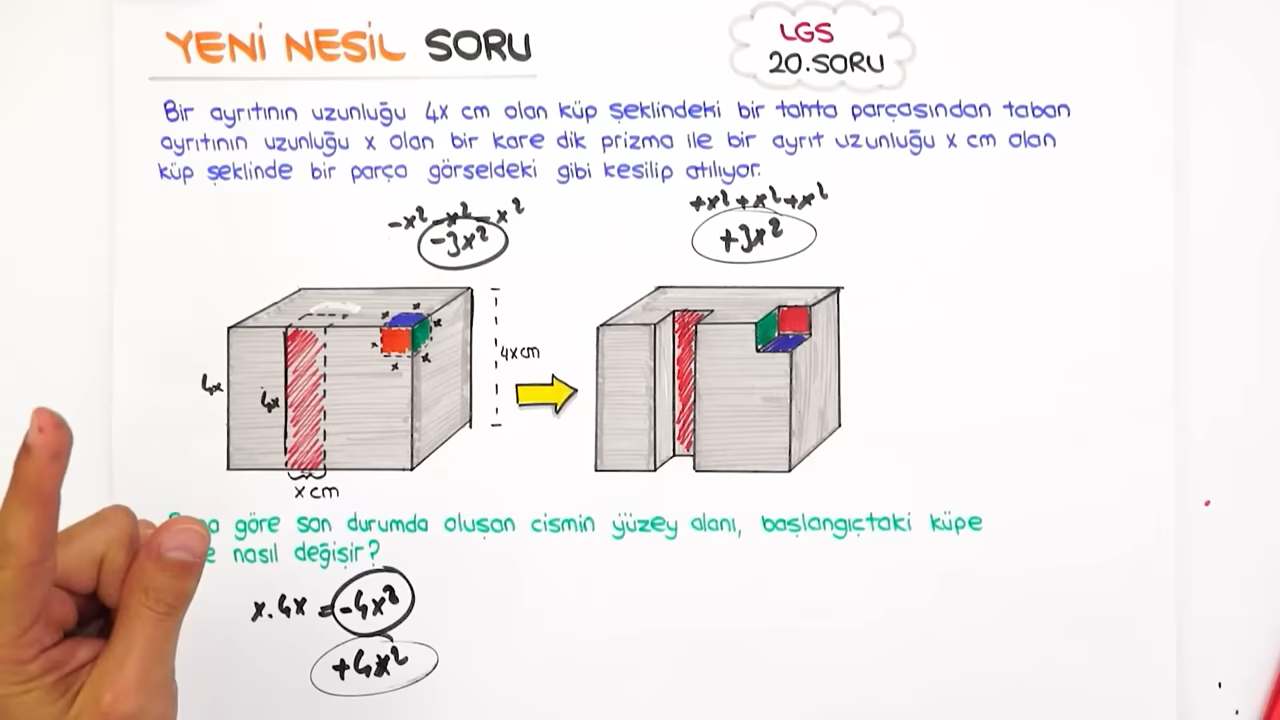 YENİ NESİL SORU
LGS
20.SORU
Bir ayrıtının uzunluğu 4x cm olan küp şeklindeki bir tahta parçasından taban
ayrıtının uzunluğu x olan bir kare dik prizma ile bir ayrıt uzunluğu x cm olan
küp şeklinde bir parça görseldeki gibi kesilip atılıyor.
-x² -x² -x²
-3x²
+x² +x² +x²
+3x²
x x
x x
x x
4x
4x
4x cm
x cm
göre son durumda oluşan cismin yüzey alanı, başlangıçtaki küpe
nasıl değişir?
x.4x = -4x²
+4x²